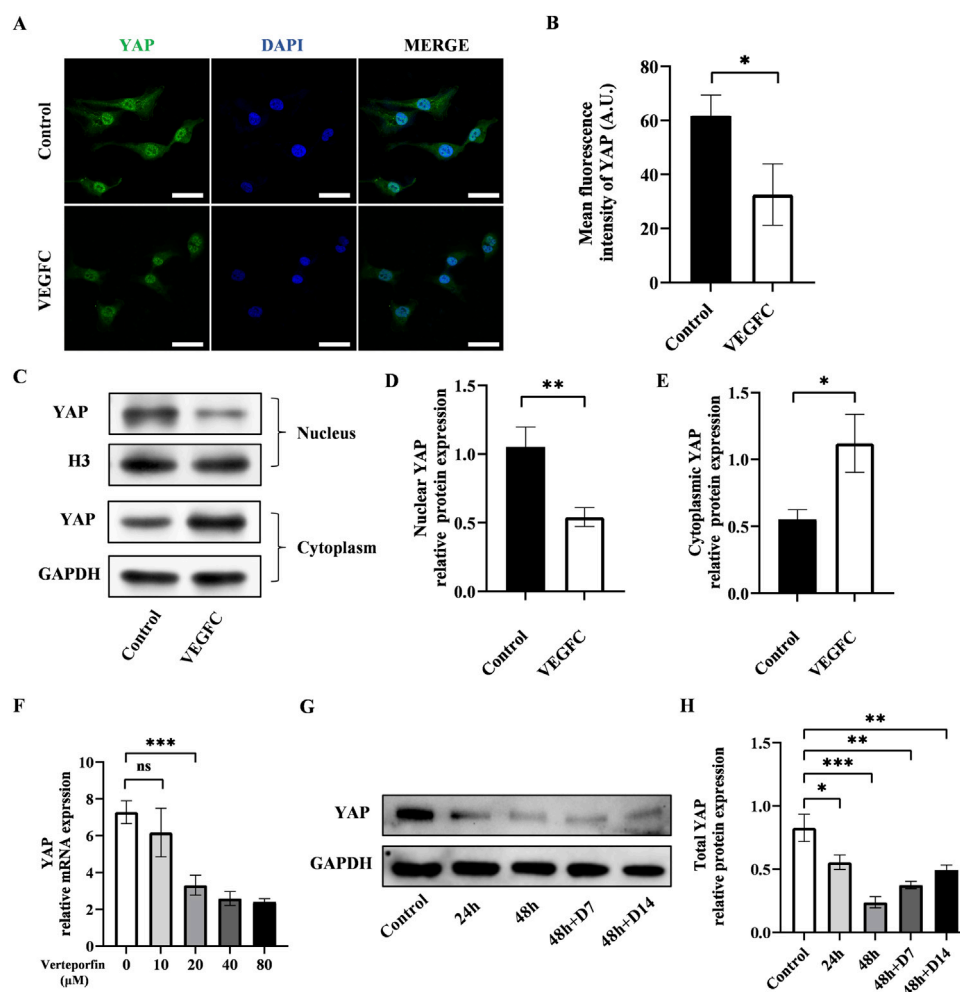 A
YAP
DAPI
MERGE
Control
VEGFC
B
*
Mean fluorescence
intensity of YAP (A.U.)
80
60
40
20
0
Control
VEGFC
C
YAP
H3
Nucleus
YAP
GAPDH
Cytoplasm
Control
VEGFC
D
**
Nuclear YAP
relative protein expression
1.5
1.0
0.5
0.0
Control
VEGFC
E
*
Cytoplasmic YAP
relative protein expression
1.5
1.0
0.5
0.0
Control
VEGFC
F
***
ns
YAP
relative mRNA exprssion
10
8
6
4
2
0
Verteporfin
(μM)
0 10 20 40 80
G
YAP
GAPDH
Control
24h
48h
48h+D7
48h+D14
H
**
**
***
*
Total YAP
relative protein expression
1.5
1.0
0.5
0.0
Control
24h
48h
48h+D7
48h+D14